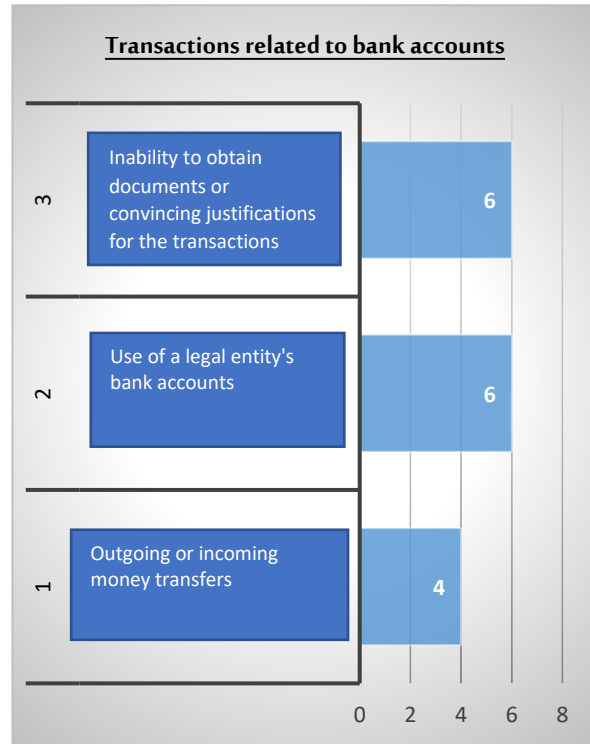 Transactions related to bank accounts
3
Inability to obtain
documents or
convincing justifications
for the transactions
6
2
Use of a legal entity's
bank accounts
6
1
Outgoing or incoming
money transfers
4
0 2 4 6 8